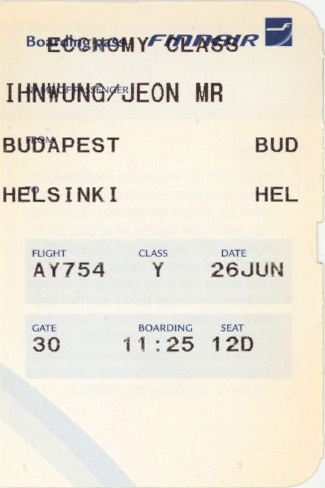 Boarding pass FINNAIR
ECONOMY CLASS
NAME OF PASSENGER
IHNWUNG/JEON MR
FROM
BUDAPEST BUD
TO
HELSINKI HEL
FLIGHT CLASS DATE
AY754 Y 26JUN
GATE BOARDING SEAT
30 11:25 12D